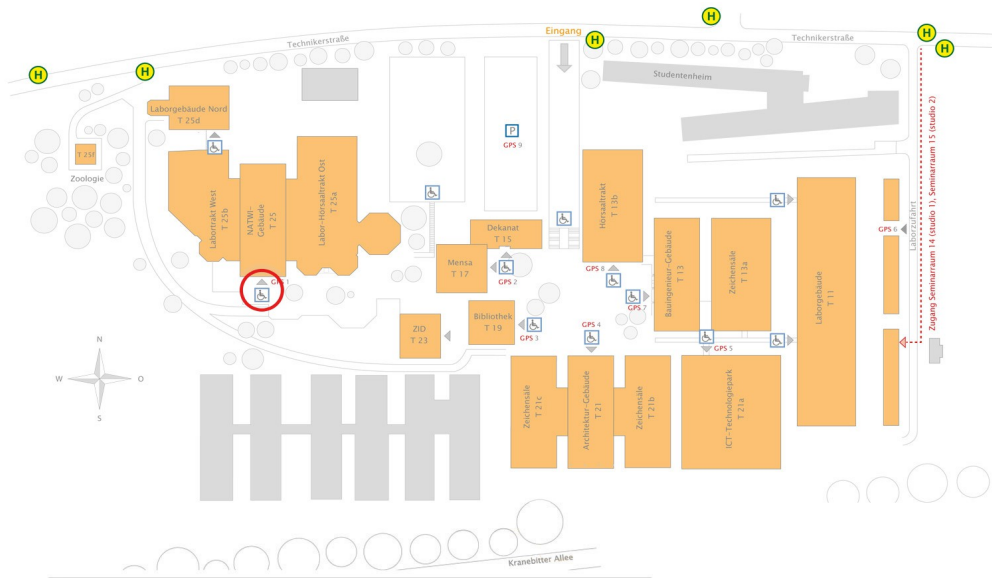 H
H
Eingang
H
H
H
H
Technikerstraße
Technikerstraße
Studentenheim
Laborgebäude Nord
T 25d
P
GPS 9
T 25f
Zoologie
Labortrakt West
T 25b
NATWI-
Gebäude
T 25
Labor-Hörsaaltrakt Ost
T 25a
GPS 1
Dekanat
T 15
Mensa
T 17
GPS 2
Hörsaaltrakt
T 13b
GPS 8
GPS 7
Bauingenieur-Gebäude
T 13
Zeichensäle
T 13a
Laborgebäude
T 11
GPS 6
Laborzufahrt
Zugang Seminarraum 14 (studio 1), Seminarraum 15 (studio 2)
Bibliothek
T 19
GPS 3
GPS 4
GPS 5
ZID
T 23
N
W
O
S
Zeichensäle
T 21c
Architektur-Gebäude
T 21
Zeichensäle
T 21b
ICT-Technologiepark
T 21a
Kranebitter Allee